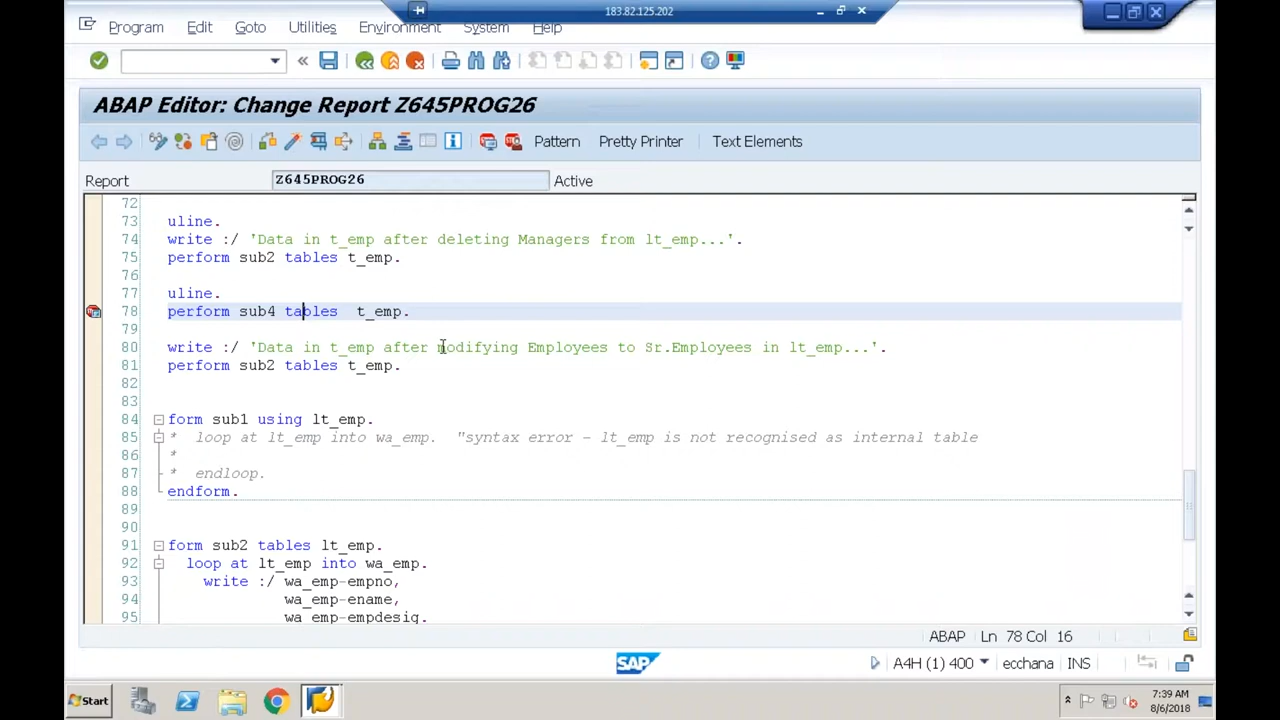 183.82.125.202
Program Edit Goto Utilities Environment System Help
ABAP Editor: Change Report Z645PROG26
Pattern Pretty Printer Text Elements
Report Z645PROG26 Active
72
73 uline.
74 write :/ 'Data in t_emp after deleting Managers from lt_emp...'.
75 perform sub2 tables t_emp.
76
77 uline.
78 perform sub4 tables  t_emp.
79
80 write :/ 'Data in t_emp after modifying Employees to Sr.Employees in lt_emp...'.
81 perform sub2 tables t_emp.
82
83
84 form sub1 using lt_emp.
85 *  loop at lt_emp into wa_emp.  "syntax error - lt_emp is not recognised as internal table
86 *
87 *  endloop.
88 endform.
89
90
91 form sub2 tables lt_emp.
92 loop at lt_emp into wa_emp.
93 write :/ wa_emp-empno,
94 wa_emp-ename,
95 wa_emp-empdesig.
ABAP Ln 78 Col 16
SAP A4H (1) 400 ecchana INS
Start 7:39 AM
8/6/2018